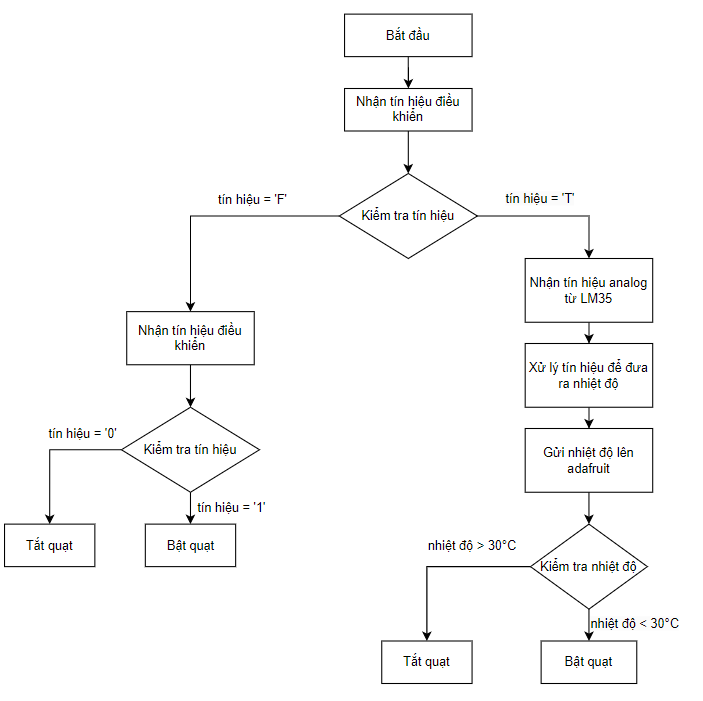 Bắt đầu
Nhận tín hiệu điều
khiển
Kiểm tra tín hiệu
tín hiệu = 'F'
tín hiệu = 'T'
Nhận tín hiệu điều
khiển
Kiểm tra tín hiệu
tín hiệu = '0'
tín hiệu = '1'
Tắt quạt
Bật quạt
Nhận tín hiệu analog
từ LM35
Xử lý tín hiệu để đưa
ra nhiệt độ
Gửi nhiệt độ lên
adafruit
Kiểm tra nhiệt độ
nhiệt độ > 30°C
nhiệt độ < 30°C
Tắt quạt
Bật quạt